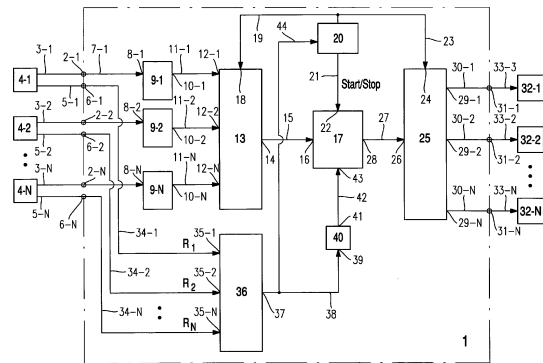 19 44 20 23 1
3-1 2-1 7-1 8-1 11-1 12-1
4-1 9-1 21 30-1 33-3
5-1 6-1 10-1 18 Start/Stop 24 29-1 31-1 32-1
3-2 2-2 8-2 11-2 12-2 15 22 27 30-2 33-2
4-2 9-2 13 17 25 32-2
5-2 6-2 10-2 14 16 28 26 29-2 31-2
3-N 2-N 8-N 11-N 12-N 43
4-N 9-N 42 30-N 33-N
5-N 6-N 10-N 41 29-N 31-N 32-N
34-1 R1 35-1 40
39
34-2 R2 35-2 36
37 38
34-N RN 35-N
1